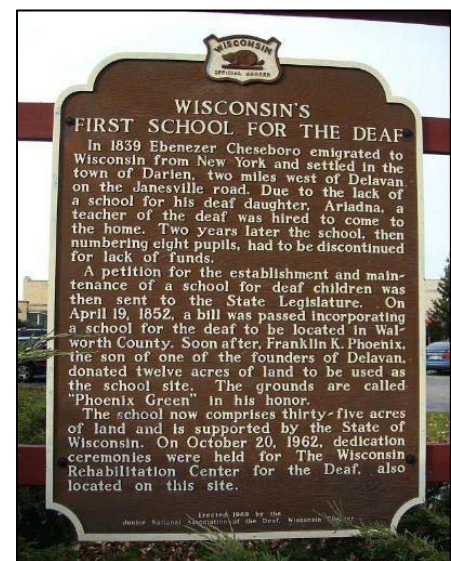 WISCONSIN
OFFICIAL MARKER
WISCONSIN'S
FIRST SCHOOL FOR THE DEAF
In 1839 Ebenezer Cheseboro emigrated to
Wisconsin from New York and settled in the
town of Darien, two miles west of Delavan
on the Janesville road. Due to the lack of
a school for his deaf daughter, Ariadna, a
teacher of the deaf was hired to come to
the home. Two years later the school, then
numbering eight pupils, had to be discontinued
for lack of funds.
A petition for the establishment and main-
tenance of a school for deaf children was
then sent to the State Legislature. On
April 19, 1852, a bill was passed incorporating
a school for the deaf to be located in Wal-
worth County. Soon after, Franklin K. Phoenix,
the son of one of the founders of Delavan,
donated twelve acres of land to be used as
the school site. The grounds are called
"Phoenix Green" in his honor.
The school now comprises thirty-five acres
of land and is supported by the State of
Wisconsin. On October 20, 1962, dedication
ceremonies were held for The Wisconsin
Rehabilitation Center for the Deaf, also
located on this site.
Erected 1969 by the
Junior National Association of the Deaf, Wisconsin Chapter